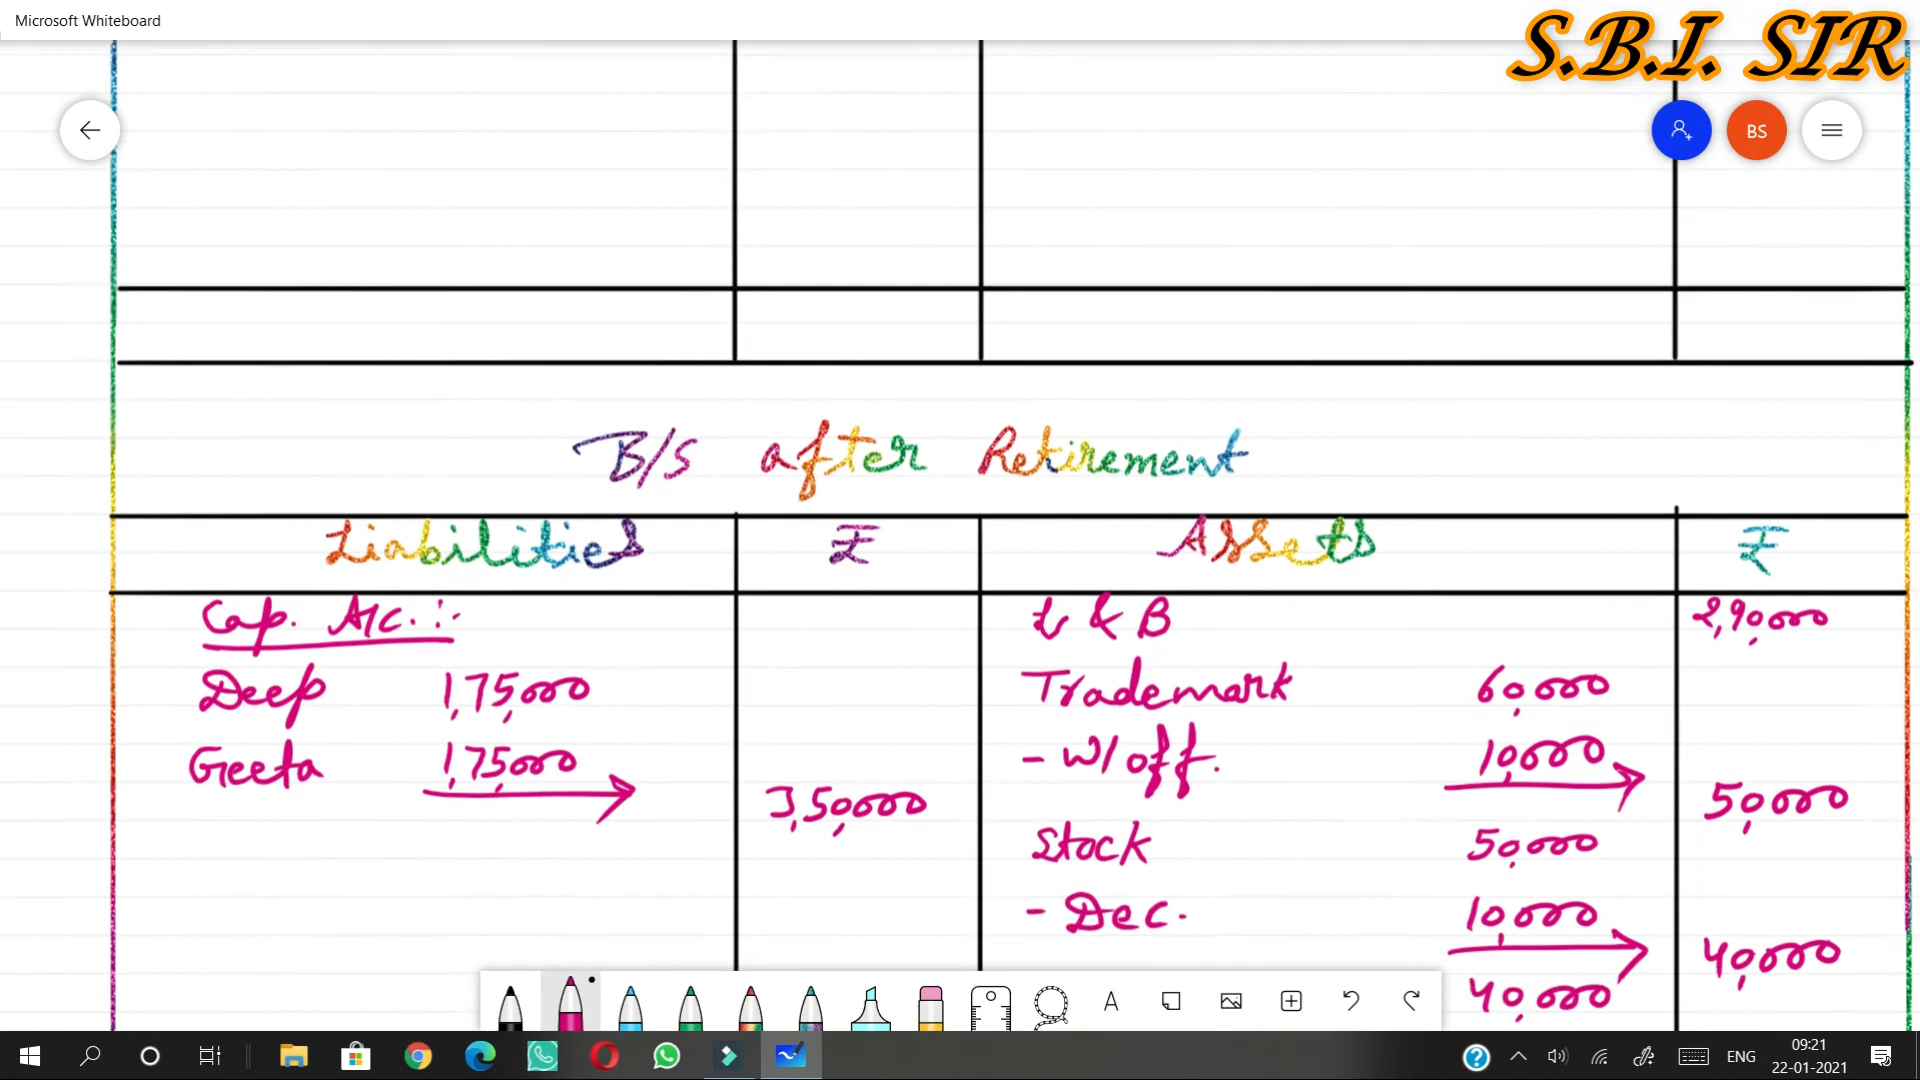 Microsoft Whiteboard
S.B.I. SIR
BS
B/S after Retirement
Liabilities ₹ Assets ₹
Cap. A/c. :- L & B 2,90,000
Deep 1,75,000 Trademark 60,000
Geeta 1,75,000 - W/off. 10,000
3,50,000 50,000
Stock 50,000
- Dec. 10,000
40,000
40,000
A
ENG
09:21
22-01-2021